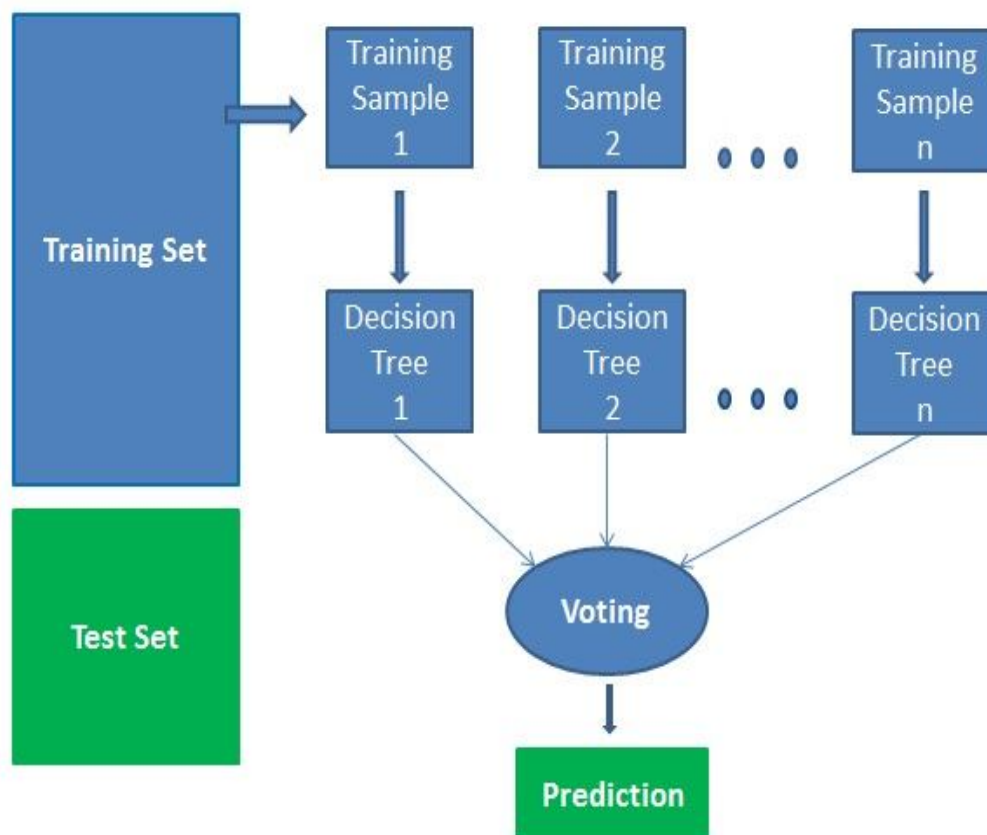 Training Set
Training
Sample
1
Training
Sample
2
Training
Sample
n
Decision
Tree
1
Decision
Tree
2
Decision
Tree
n
Test Set
Voting
Prediction